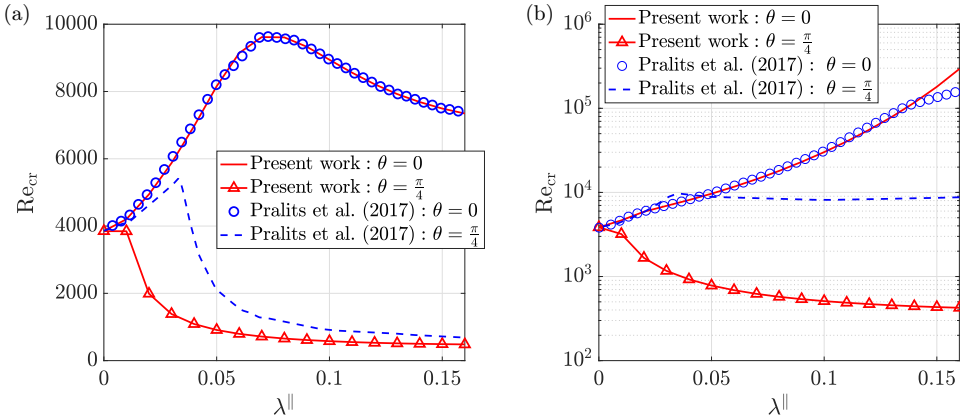 (a)
10000
8000
6000
4000
2000
0
Re_cr
0
0.05
0.1
0.15
λ^∥
Present work : θ = 0
Present work : θ = π/4
Pralits et al. (2017) : θ = 0
Pralits et al. (2017) : θ = π/4
(b)
10^6
10^5
10^4
10^3
10^2
Re_cr
0
0.05
0.1
0.15
λ^∥
Present work : θ = 0
Present work : θ = π/4
Pralits et al. (2017) : θ = 0
Pralits et al. (2017) : θ = π/4